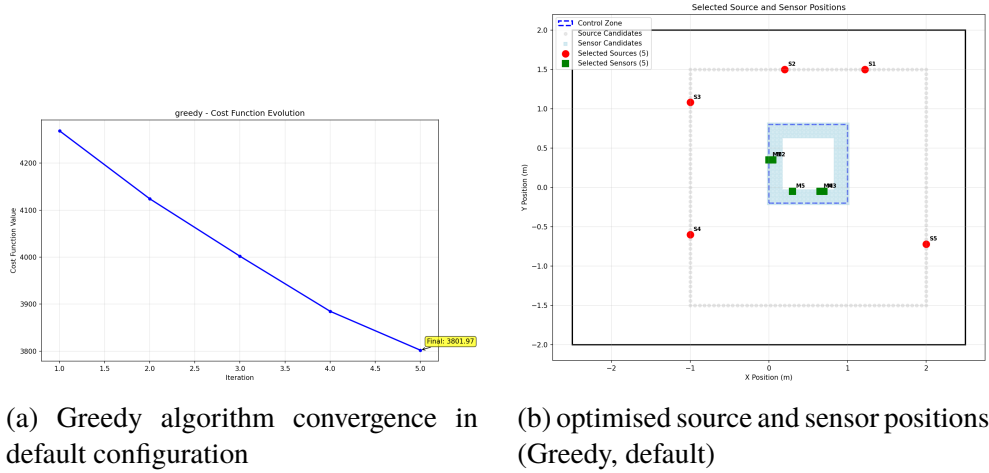 greedy - Cost Function Evolution
Cost Function Value
4200
4100
4000
3900
3800
Final: 3801.97
1.0 1.5 2.0 2.5 3.0 3.5 4.0 4.5 5.0
Iteration
(a) Greedy algorithm convergence in
default configuration
Selected Source and Sensor Positions
Control Zone
Source Candidates
Sensor Candidates
Selected Sources (5)
Selected Sensors (5)
Y Position (m)
2.0
1.5
1.0
0.5
0.0
−0.5
−1.0
−1.5
−2.0
S2
S1
S3
M5
S4
S5
−2 −1 0 1 2
X Position (m)
(b) optimised source and sensor positions
(Greedy, default)